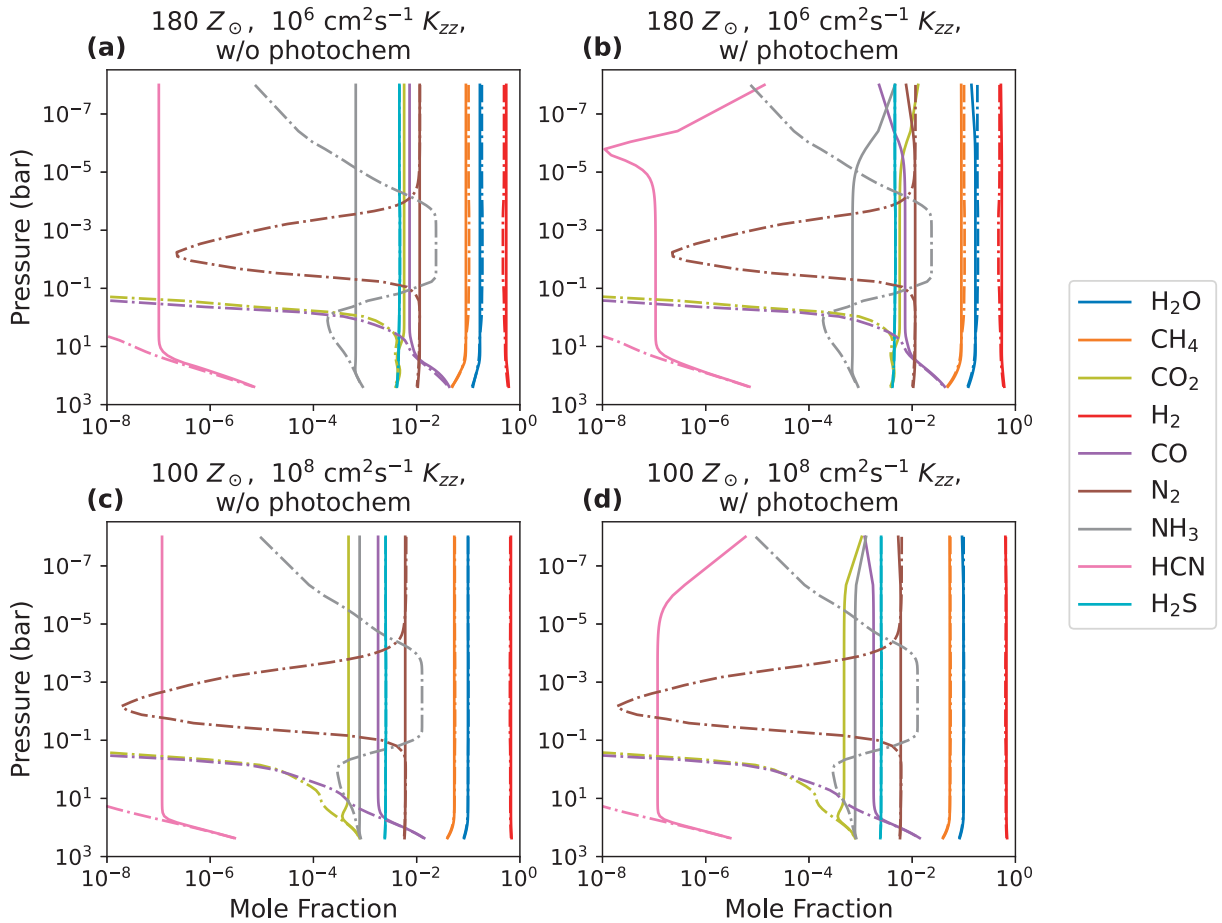 180 Z☉, 10⁶ cm²s⁻¹ Kzz,
(a) w/o photochem
180 Z☉, 10⁶ cm²s⁻¹ Kzz,
(b) w/ photochem
Pressure (bar)
10⁻⁷
10⁻⁵
10⁻³
10⁻¹
10¹
10³
10⁻⁸ 10⁻⁶ 10⁻⁴ 10⁻² 10⁰
10⁻⁷
10⁻⁵
10⁻³
10⁻¹
10¹
10³
10⁻⁸ 10⁻⁶ 10⁻⁴ 10⁻² 10⁰
100 Z☉, 10⁸ cm²s⁻¹ Kzz,
(c) w/o photochem
100 Z☉, 10⁸ cm²s⁻¹ Kzz,
(d) w/ photochem
Pressure (bar)
10⁻⁷
10⁻⁵
10⁻³
10⁻¹
10¹
10³
10⁻⁸ 10⁻⁶ 10⁻⁴ 10⁻² 10⁰
Mole Fraction
10⁻⁷
10⁻⁵
10⁻³
10⁻¹
10¹
10³
10⁻⁸ 10⁻⁶ 10⁻⁴ 10⁻² 10⁰
Mole Fraction
H₂O
CH₄
CO₂
H₂
CO
N₂
NH₃
HCN
H₂S